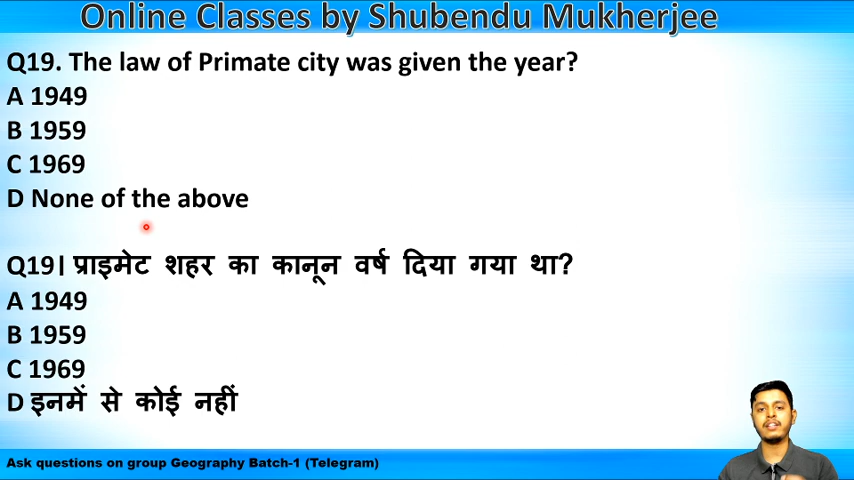 Online Classes by Shubendu Mukherjee
Q19. The law of Primate city was given the year?
A 1949
B 1959
C 1969
D None of the above
Q19। प्राइमेट शहर का कानून वर्ष दिया गया था?
A 1949
B 1959
C 1969
D इनमें से कोई नहीं
Ask questions on group Geography Batch-1 (Telegram)